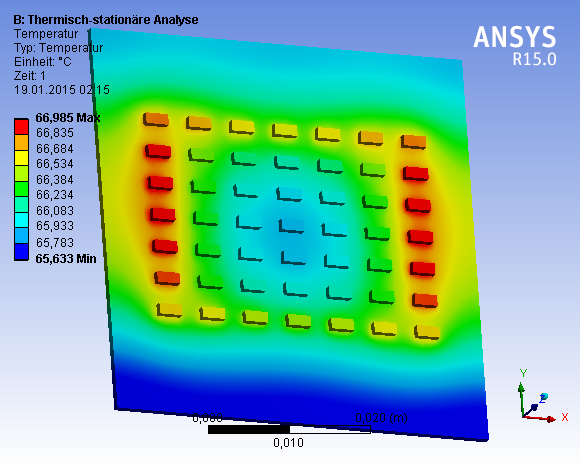 B: Thermisch-stationäre Analyse
Temperatur
Typ: Temperatur
Einheit: °C
Zeit: 1
19.01.2015 02:15
ANSYS
R15.0
66,985 Max
66,835
66,684
66,534
66,384
66,234
66,083
65,933
65,783
65,633 Min
0,000
0,020 (m)
0,010
Y
Z
X